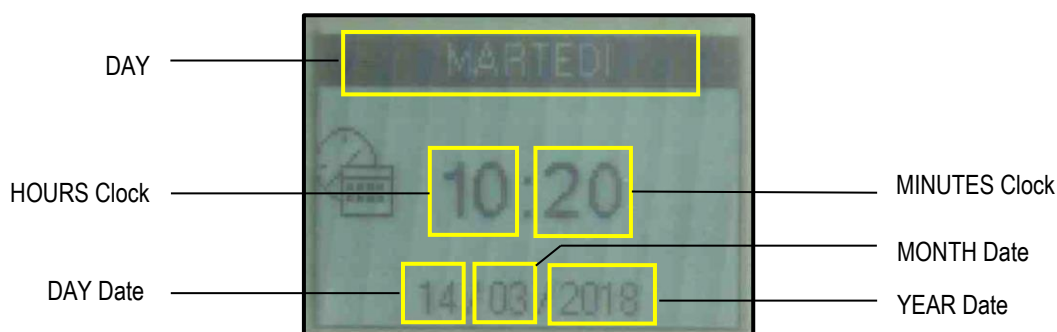 DAY
MARTEDI
HOURS Clock
10:20
MINUTES Clock
MONTH Date
DAY Date
14/03/2018
YEAR Date